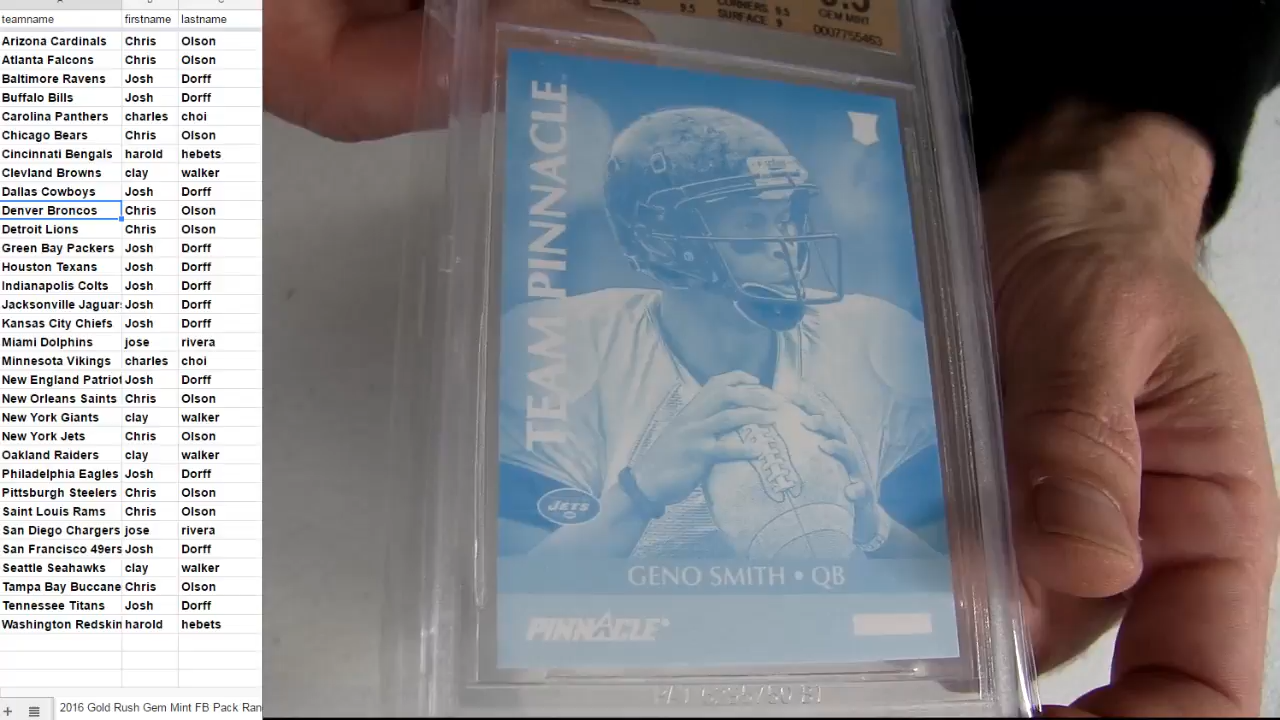 teamname firstname lastname
Arizona Cardinals Chris Olson
Atlanta Falcons Chris Olson
Baltimore Ravens Josh Dorff
Buffalo Bills Josh Dorff
Carolina Panthers charles choi
Chicago Bears Chris Olson
Cincinnati Bengals harold hebets
Clevland Browns clay walker
Dallas Cowboys Josh Dorff
Denver Broncos Chris Olson
Detroit Lions Chris Olson
Green Bay Packers Josh Dorff
Houston Texans Josh Dorff
Indianapolis Colts Josh Dorff
Jacksonville Jaguar Josh Dorff
Kansas City Chiefs Josh Dorff
Miami Dolphins jose rivera
Minnesota Vikings charles choi
New England Patriot Josh Dorff
New Orleans Saints Chris Olson
New York Giants clay walker
New York Jets Chris Olson
Oakland Raiders clay walker
Philadelphia Eagles Josh Dorff
Pittsburgh Steelers Chris Olson
Saint Louis Rams Chris Olson
San Diego Chargers jose rivera
San Francisco 49ers Josh Dorff
Seattle Seahawks clay walker
Tampa Bay Buccane Chris Olson
Tennessee Titans Josh Dorff
Washington Redskin harold hebets
2016 Gold Rush Gem Mint FB Pack Ran
9.5 CORNERS 9.5
SURFACE 9
GEM MINT
0007755463
TEAM PINNACLE
JETS
GENO SMITH • QB
PINNACLE